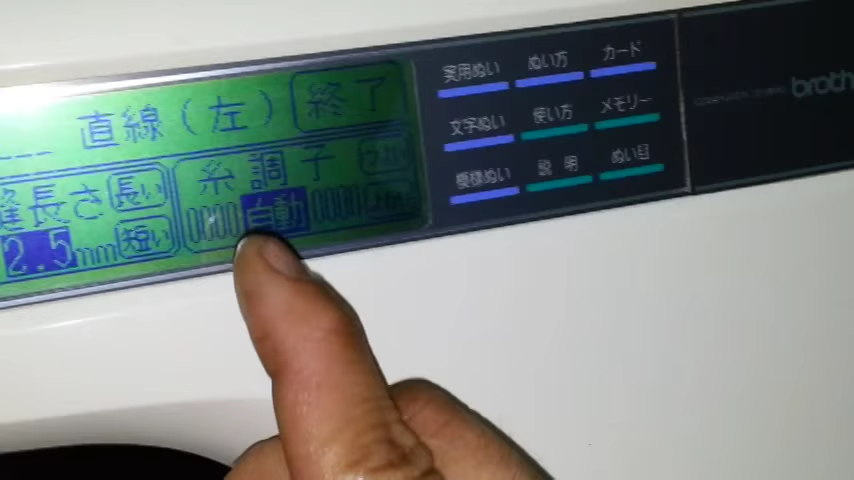 直線(左) 終了
縫長さ 長い 糸調子
2.5mm 短い 自動
実用ぬい ぬい方 カード
文字ぬい 使い方 メモリー
模様ぬい 説明 ぬい目
broth